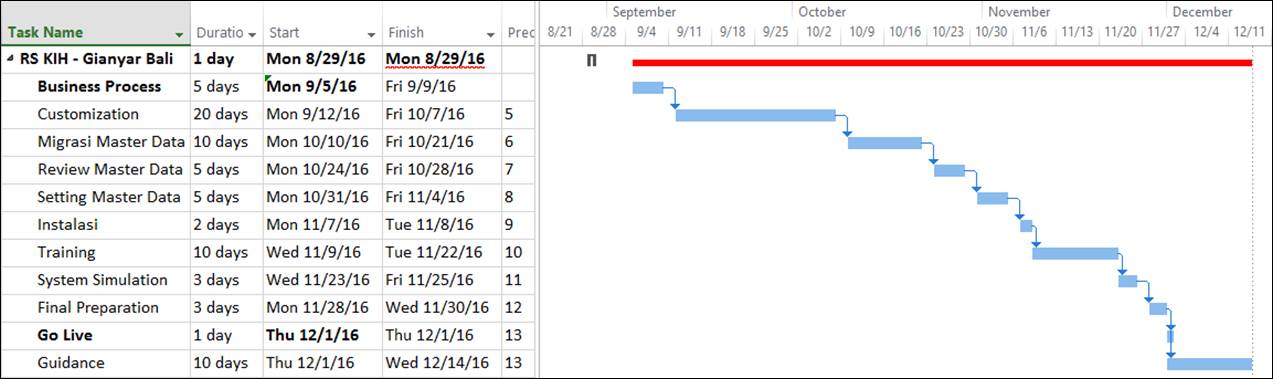 September October November December
Task Name Duratio Start Finish Prec 8/21 8/28 9/4 9/11 9/18 9/25 10/2 10/9 10/16 10/23 10/30 11/6 11/13 11/20 11/27 12/4 12/11
RS KIH - Gianyar Bali 1 day Mon 8/29/16 Mon 8/29/16
Business Process 5 days Mon 9/5/16 Fri 9/9/16
Customization 20 days Mon 9/12/16 Fri 10/7/16 5
Migrasi Master Data 10 days Mon 10/10/16 Fri 10/21/16 6
Review Master Data 5 days Mon 10/24/16 Fri 10/28/16 7
Setting Master Data 5 days Mon 10/31/16 Fri 11/4/16 8
Instalasi 2 days Mon 11/7/16 Tue 11/8/16 9
Training 10 days Wed 11/9/16 Tue 11/22/16 10
System Simulation 3 days Wed 11/23/16 Fri 11/25/16 11
Final Preparation 3 days Mon 11/28/16 Wed 11/30/16 12
Go Live 1 day Thu 12/1/16 Thu 12/1/16 13
Guidance 10 days Thu 12/1/16 Wed 12/14/16 13